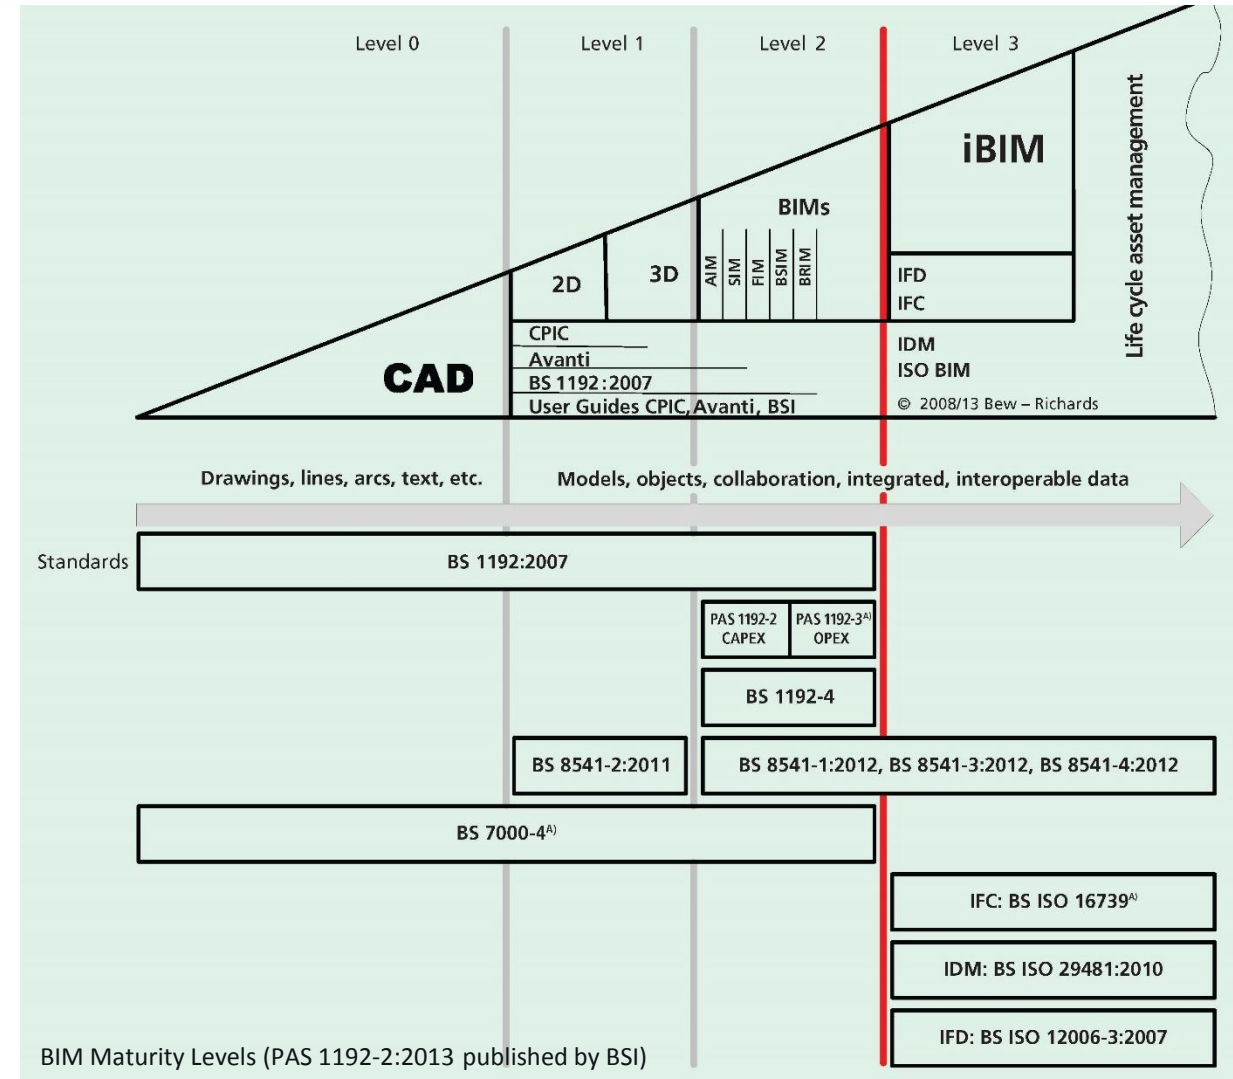 Level 0
Level 1
Level 2
Level 3
iBIM
BIMs
2D
3D
AIM
SIM
FIM
BSIM
BRIM
IFD
IFC
Life cycle asset management
CAD
CPIC
Avanti
BS 1192:2007
User Guides CPIC, Avanti, BSI
IDM
ISO BIM
© 2008/13 Bew – Richards
Drawings, lines, arcs, text, etc.
Models, objects, collaboration, integrated, interoperable data
Standards
BS 1192:2007
PAS 1192-2
CAPEX
PAS 1192-3A)
OPEX
BS 1192-4
BS 8541-2:2011
BS 8541-1:2012, BS 8541-3:2012, BS 8541-4:2012
BS 7000-4A)
IFC: BS ISO 16739A)
IDM: BS ISO 29481:2010
IFD: BS ISO 12006-3:2007
BIM Maturity Levels (PAS 1192-2:2013 published by BSI)